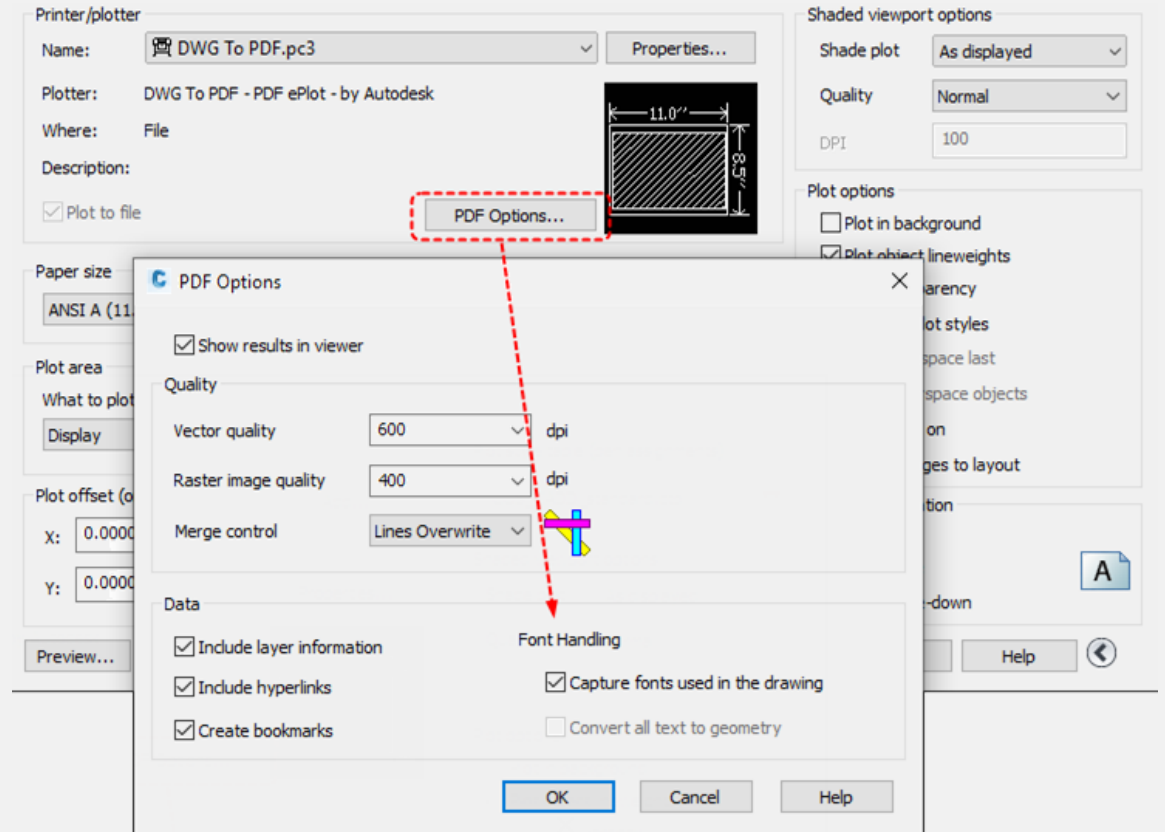 Printer/plotter
Name:
DWG To PDF.pc3
Properties...
Plotter:
DWG To PDF - PDF ePlot - by Autodesk
Where:
File
Description:
Plot to file
PDF Options...
11.0''
8.5''
Shaded viewport options
Shade plot
As displayed
Quality
Normal
DPI
100
Plot options
Plot in background
Plot object lineweights
arency
lot styles
space last
space objects
on
ges to layout
tion
A
-down
Help
Paper size
ANSI A (11.
Plot area
What to plot
Display
Plot offset (o
X:
0.0000
Y:
0.0000
Preview...
PDF Options
Show results in viewer
Quality
Vector quality
600
dpi
Raster image quality
400
dpi
Merge control
Lines Overwrite
Data
Include layer information
Include hyperlinks
Create bookmarks
Font Handling
Capture fonts used in the drawing
Convert all text to geometry
OK
Cancel
Help